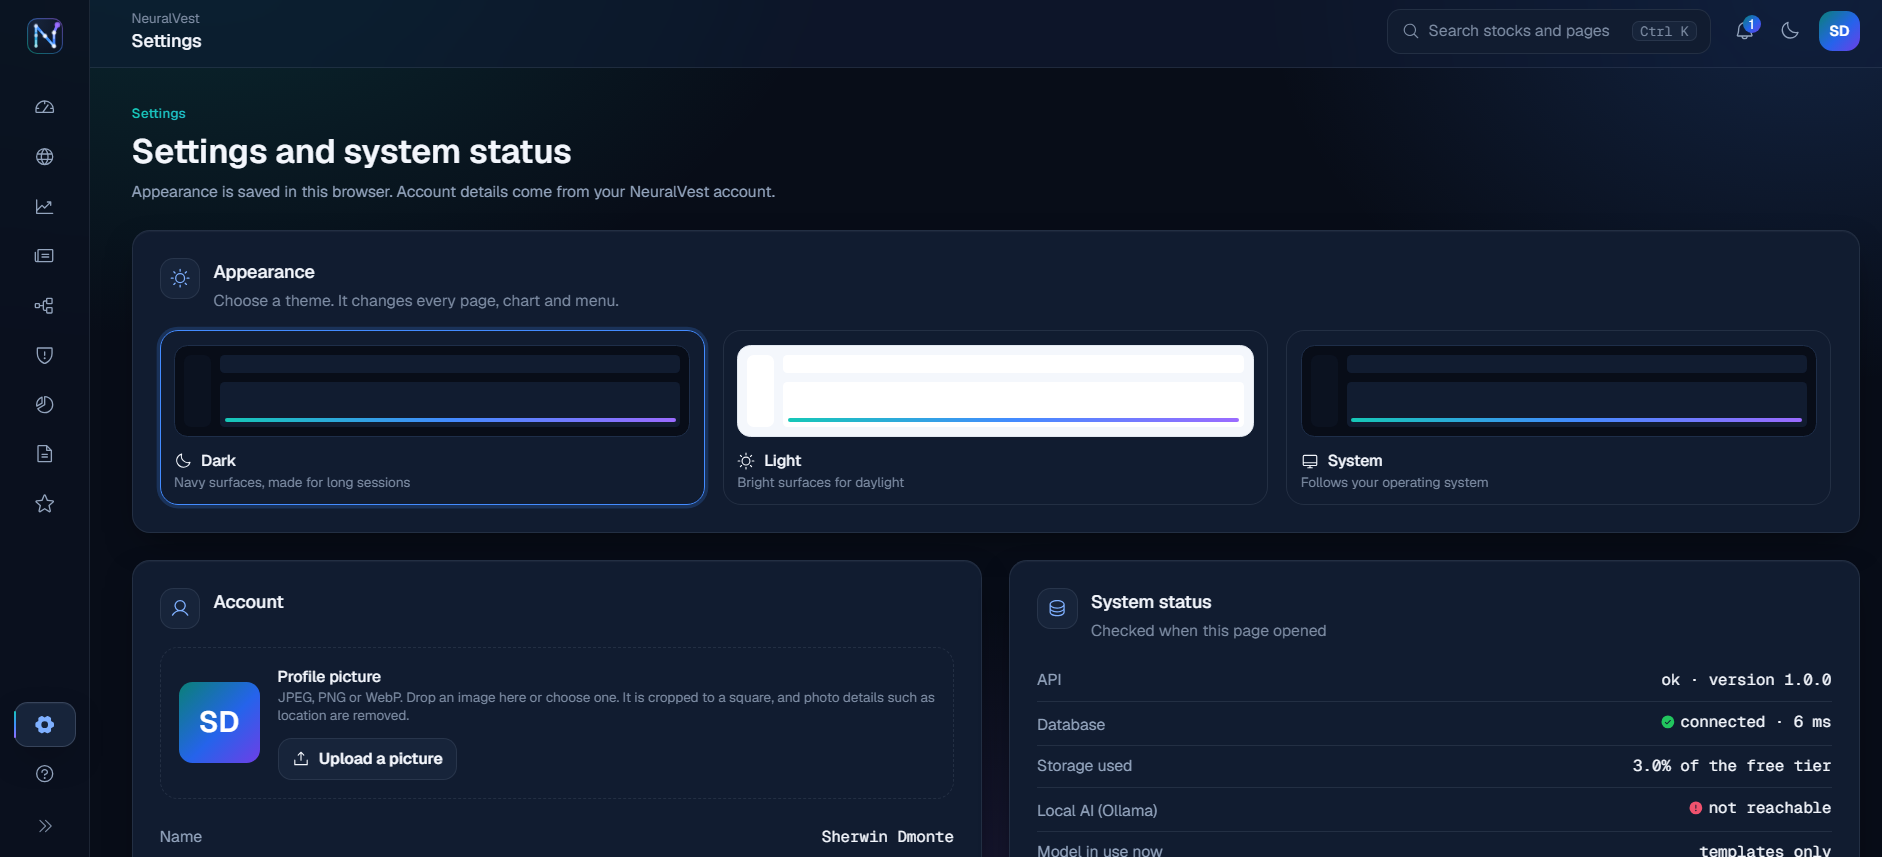 NeuralVest
Settings
Search stocks and pages
Ctrl K
1
SD
Settings
Settings and system status
Appearance is saved in this browser. Account details come from your NeuralVest account.
Appearance
Choose a theme. It changes every page, chart and menu.
Dark
Navy surfaces, made for long sessions
Light
Bright surfaces for daylight
System
Follows your operating system
Account
SD
Profile picture
JPEG, PNG or WebP. Drop an image here or choose one. It is cropped to a square, and photo details such as
location are removed.
Upload a picture
Name
Sherwin Dmonte
System status
Checked when this page opened
API
ok · version 1.0.0
Database
connected · 6 ms
Storage used
3.0% of the free tier
Local AI (Ollama)
not reachable
Model in use now
templates only